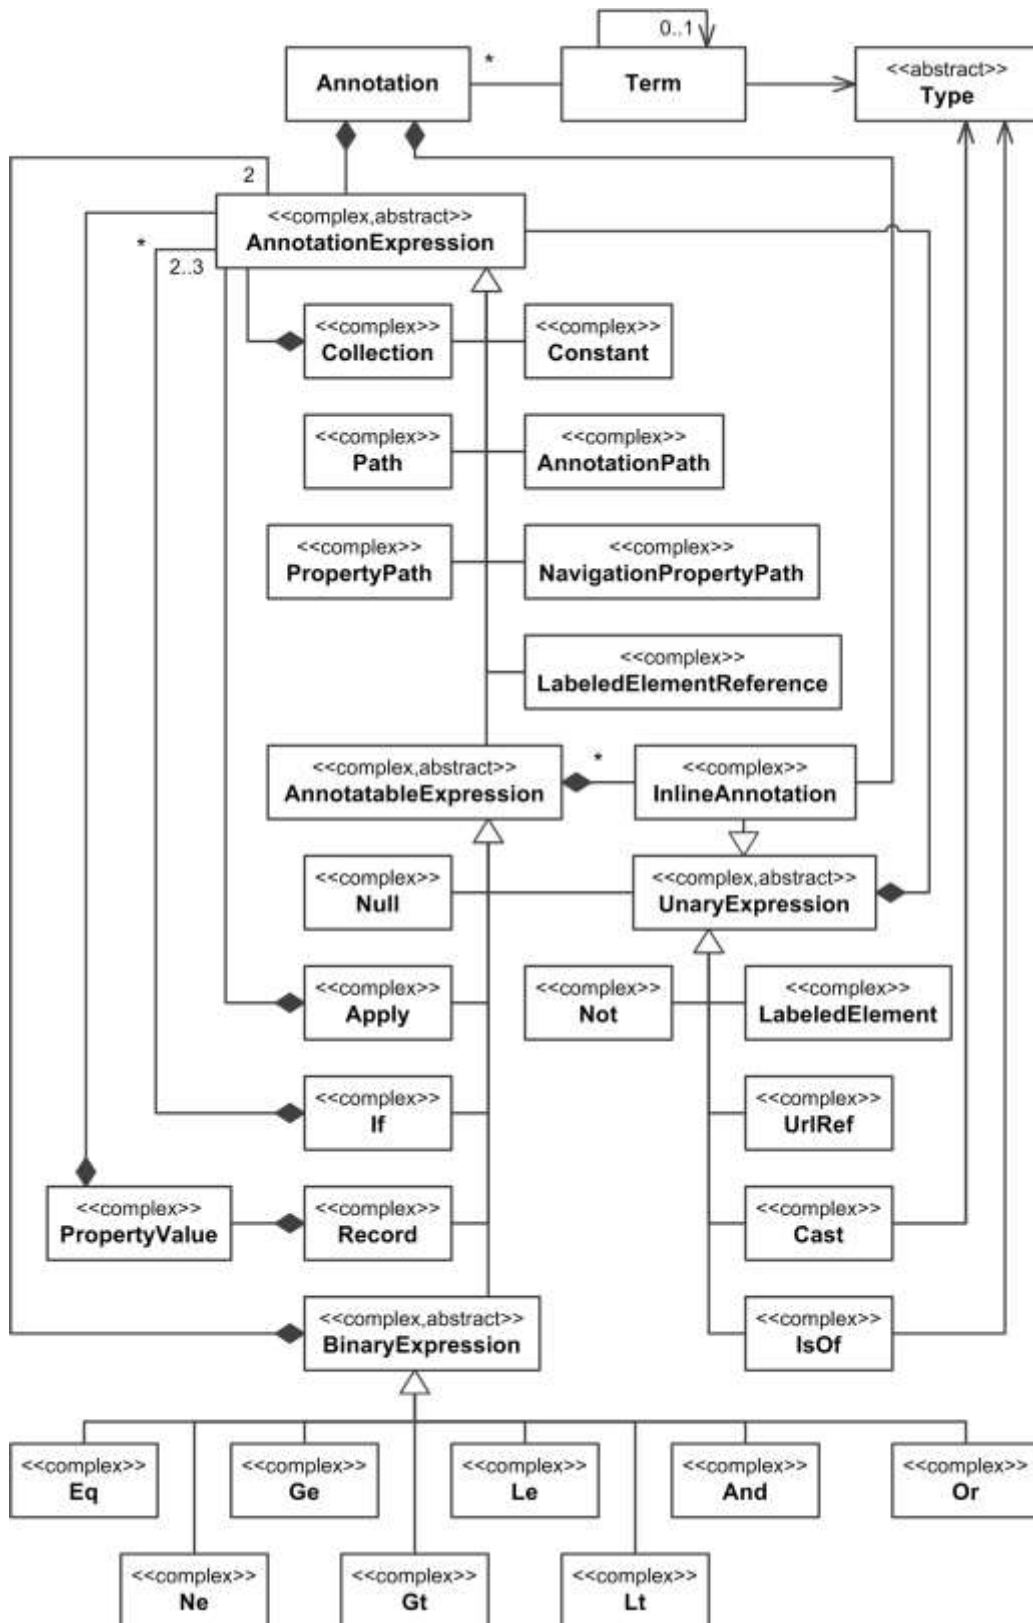 0..1
Annotation
*
Term
<<abstract>>
Type
2
<<complex,abstract>>
AnnotationExpression
*
2..3
<<complex>>
Collection
<<complex>>
Constant
<<complex>>
Path
<<complex>>
AnnotationPath
<<complex>>
PropertyPath
<<complex>>
NavigationPropertyPath
<<complex>>
LabeledElementReference
<<complex,abstract>>
AnnotatableExpression
*
<<complex>>
InlineAnnotation
<<complex>>
Null
<<complex,abstract>>
UnaryExpression
<<complex>>
Apply
<<complex>>
Not
<<complex>>
LabeledElement
<<complex>>
If
<<complex>>
UrlRef
<<complex>>
PropertyValue
<<complex>>
Record
<<complex>>
Cast
<<complex,abstract>>
BinaryExpression
<<complex>>
IsOf
<<complex>>
Eq
<<complex>>
Ge
<<complex>>
Le
<<complex>>
And
<<complex>>
Or
<<complex>>
Ne
<<complex>>
Gt
<<complex>>
Lt